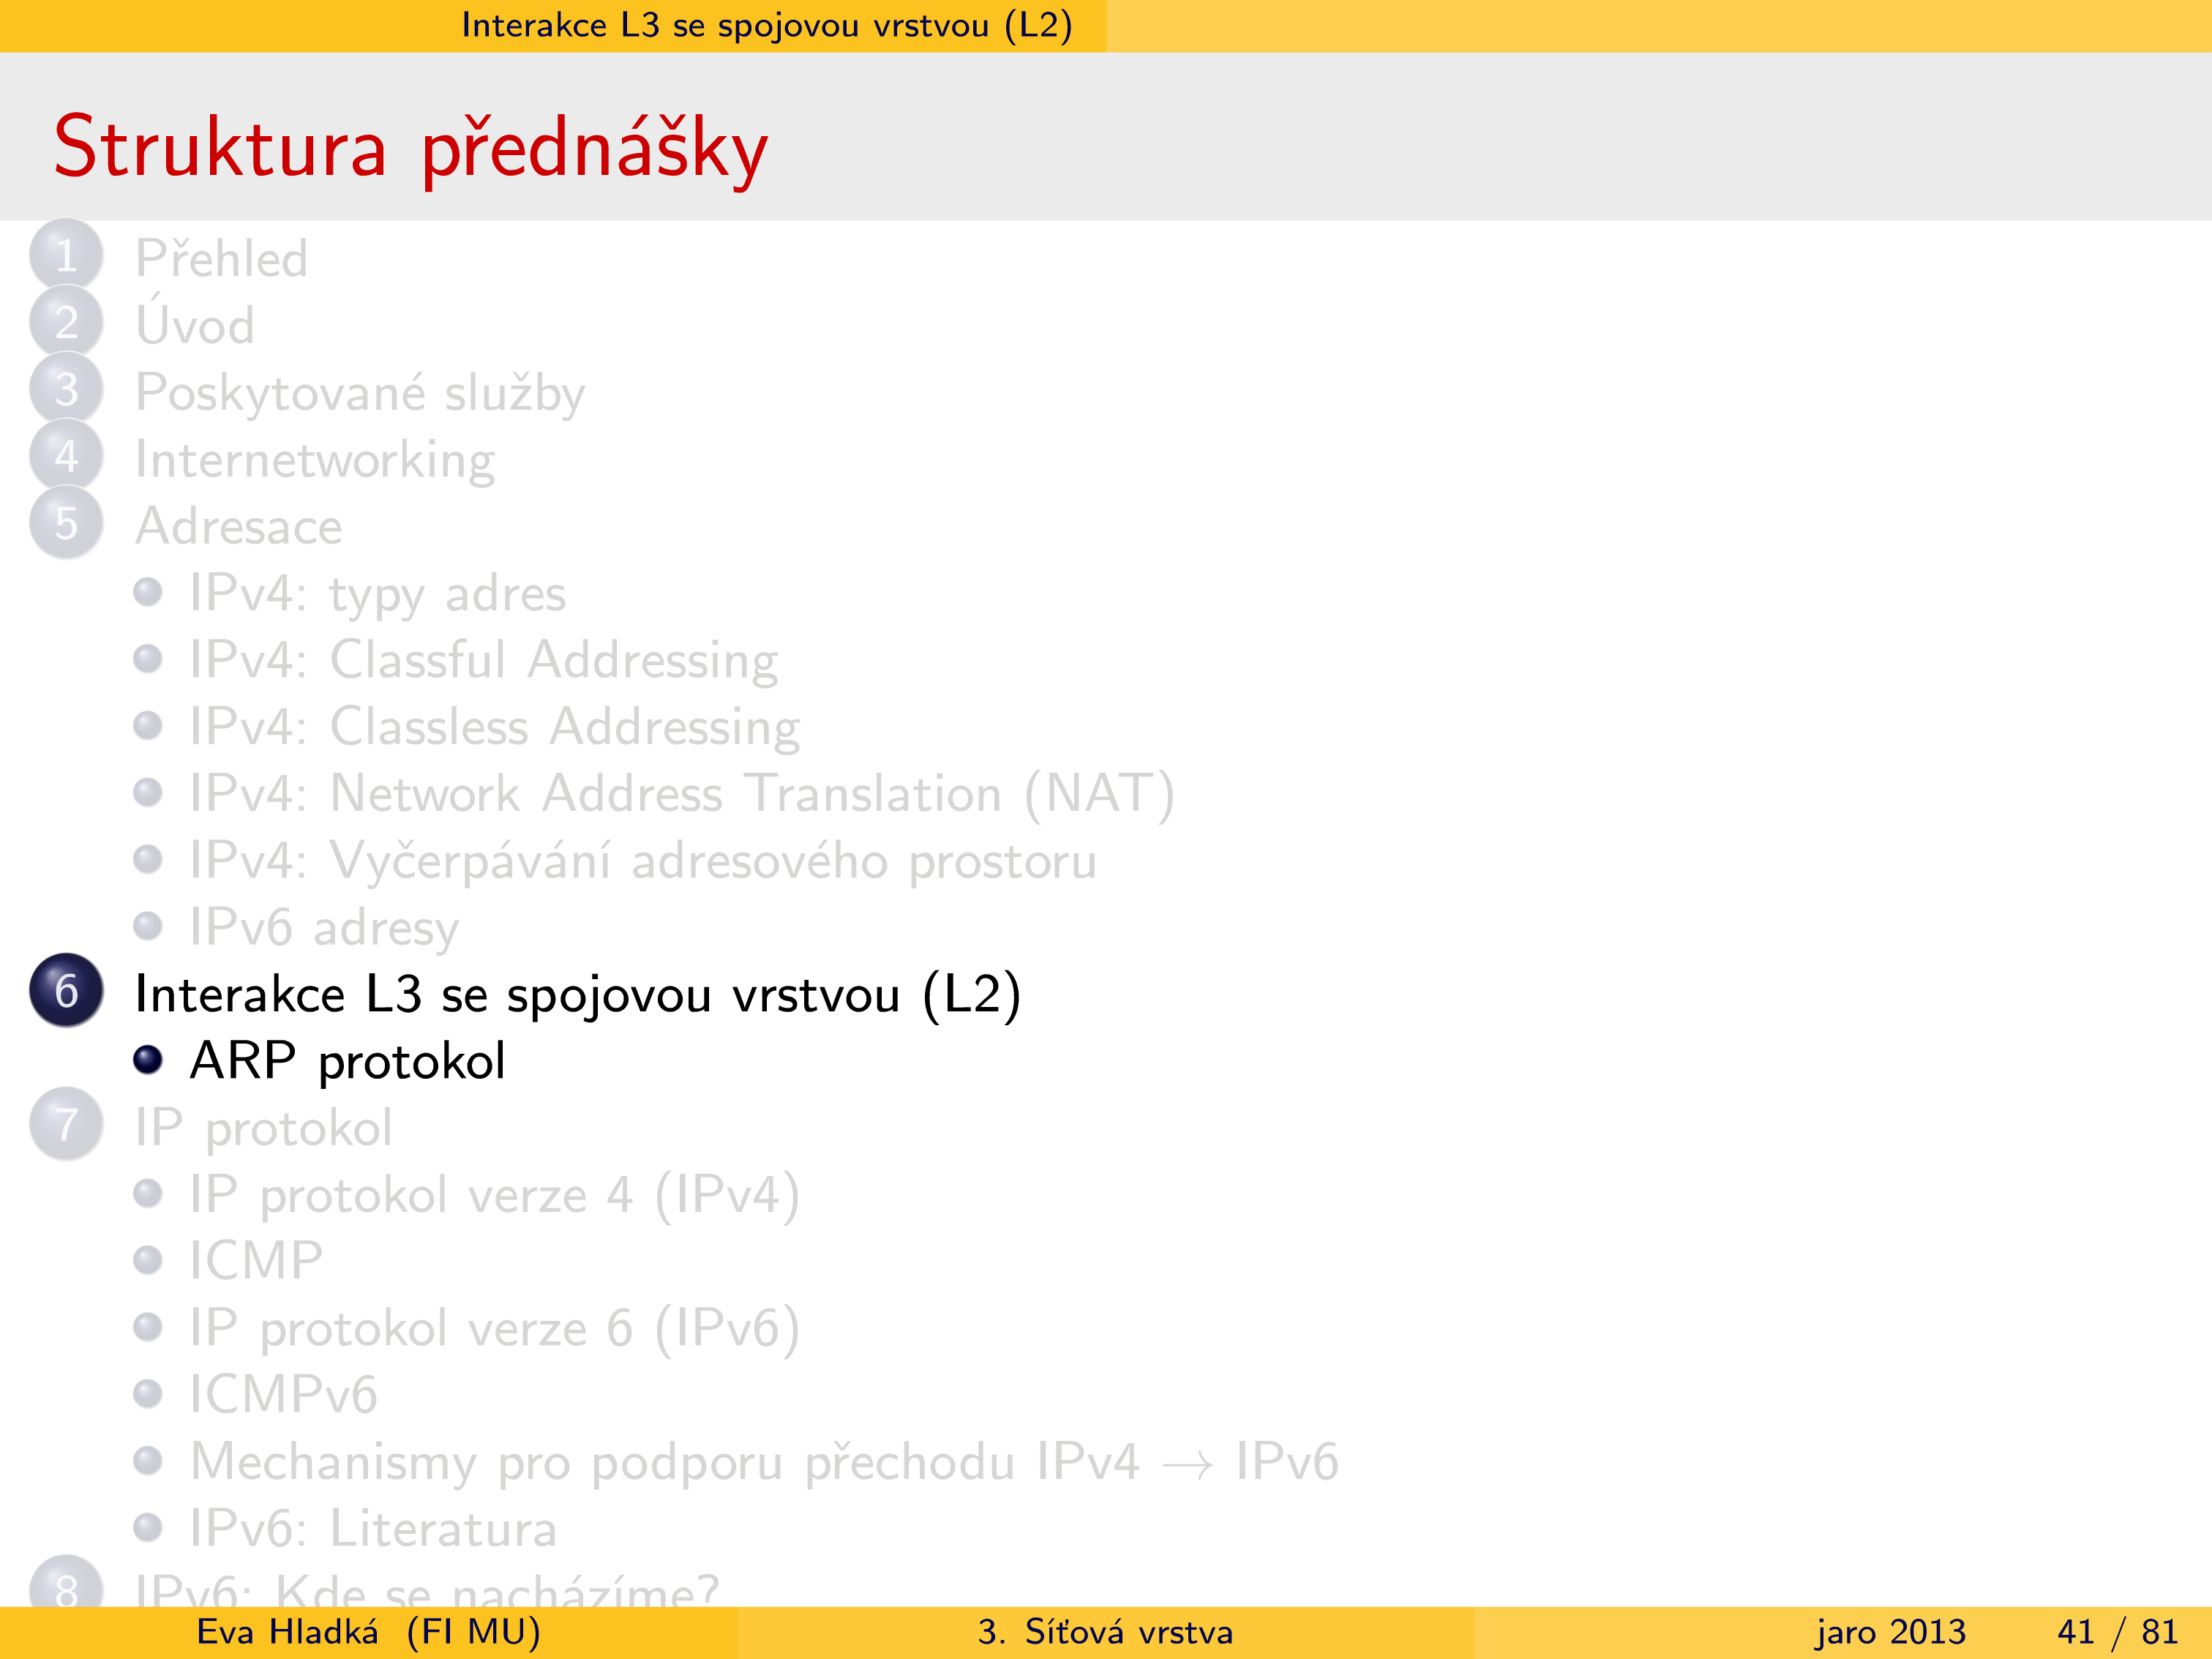 Interakce L3 se spojovou vrstvou (L2)
Struktura přednášky
1 Přehled
2 Úvod
3 Poskytované služby
4 Internetworking
5 Adresace
IPv4: typy adres
IPv4: Classful Addressing
IPv4: Classless Addressing
IPv4: Network Address Translation (NAT)
IPv4: Vyčerpávání adresového prostoru
IPv6 adresy
6 Interakce L3 se spojovou vrstvou (L2)
ARP protokol
7 IP protokol
IP protokol verze 4 (IPv4)
ICMP
IP protokol verze 6 (IPv6)
ICMPv6
Mechanismy pro podporu přechodu IPv4 → IPv6
IPv6: Literatura
8 IPv6: Kde se nacházíme?
Eva Hladká (FI MU) 3. Síťová vrstva jaro 2013 41 / 81